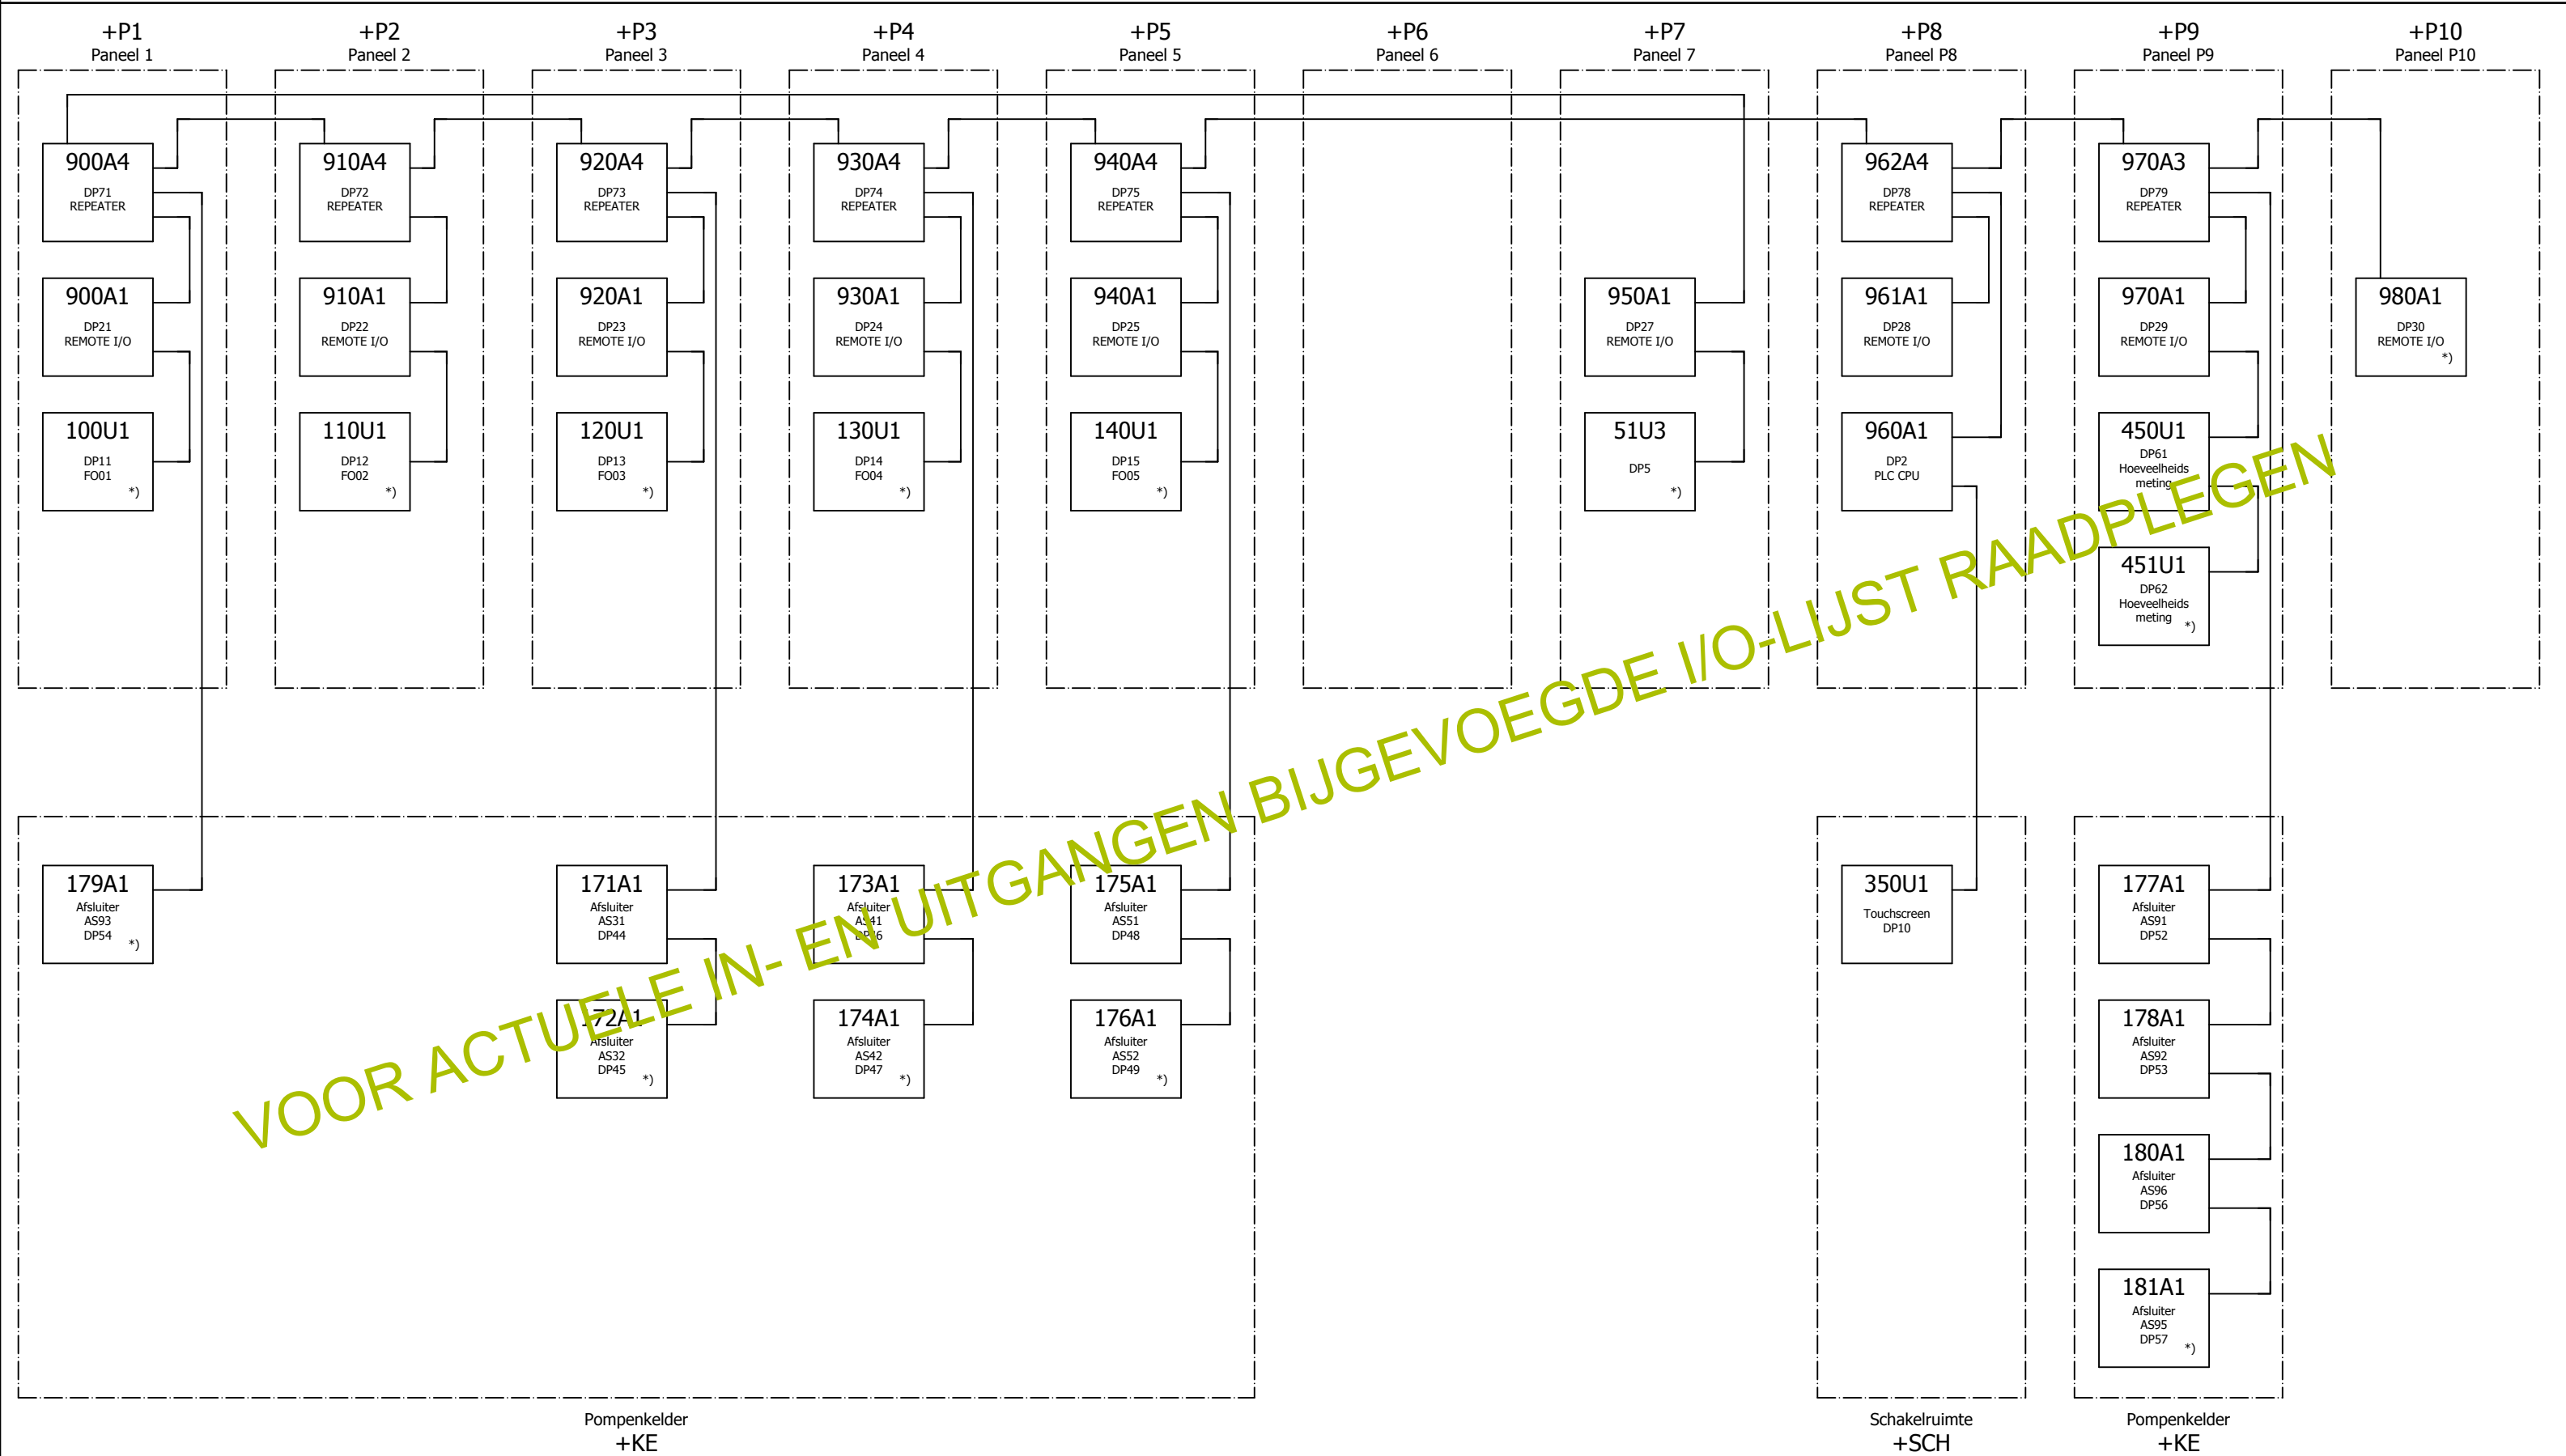 +P1
Paneel 1
+P2
Paneel 2
+P3
Paneel 3
+P4
Paneel 4
+P5
Paneel 5
+P6
Paneel 6
+P7
Paneel 7
+P8
Paneel P8
+P9
Paneel P9
+P10
Paneel P10
900A4
DP71
REPEATER
910A4
DP72
REPEATER
920A4
DP73
REPEATER
930A4
DP74
REPEATER
940A4
DP75
REPEATER
962A4
DP78
REPEATER
970A3
DP79
REPEATER
900A1
DP21
REMOTE I/O
910A1
DP22
REMOTE I/O
920A1
DP23
REMOTE I/O
930A1
DP24
REMOTE I/O
940A1
DP25
REMOTE I/O
950A1
DP27
REMOTE I/O
961A1
DP28
REMOTE I/O
970A1
DP29
REMOTE I/O
980A1
DP30
REMOTE I/O
*)
100U1
DP11
FO01
*)
110U1
DP12
FO02
*)
120U1
DP13
FO03
*)
130U1
DP14
FO04
*)
140U1
DP15
FO05
*)
51U3
DP5
*)
960A1
DP2
PLC CPU
450U1
DP61
Hoeveelheids
meting
451U1
DP62
Hoeveelheids
meting
*)
VOOR ACTUELE IN- EN UITGANGEN BIJGEVOEGDE I/O-LIJST RAADPLEGEN
179A1
Afsluiter
AS93
DP54
*)
171A1
Afsluiter
AS31
DP44
173A1
Afsluiter
AS41
DP46
175A1
Afsluiter
AS51
DP48
350U1
Touchscreen
DP10
177A1
Afsluiter
AS91
DP52
172A1
Afsluiter
AS32
DP45
*)
174A1
Afsluiter
AS42
DP47
*)
176A1
Afsluiter
AS52
DP49
*)
178A1
Afsluiter
AS92
DP53
180A1
Afsluiter
AS96
DP56
181A1
Afsluiter
AS95
DP57
*)
Pompenkelder
+KE
Schakelruimte
+SCH
Pompenkelder
+KE